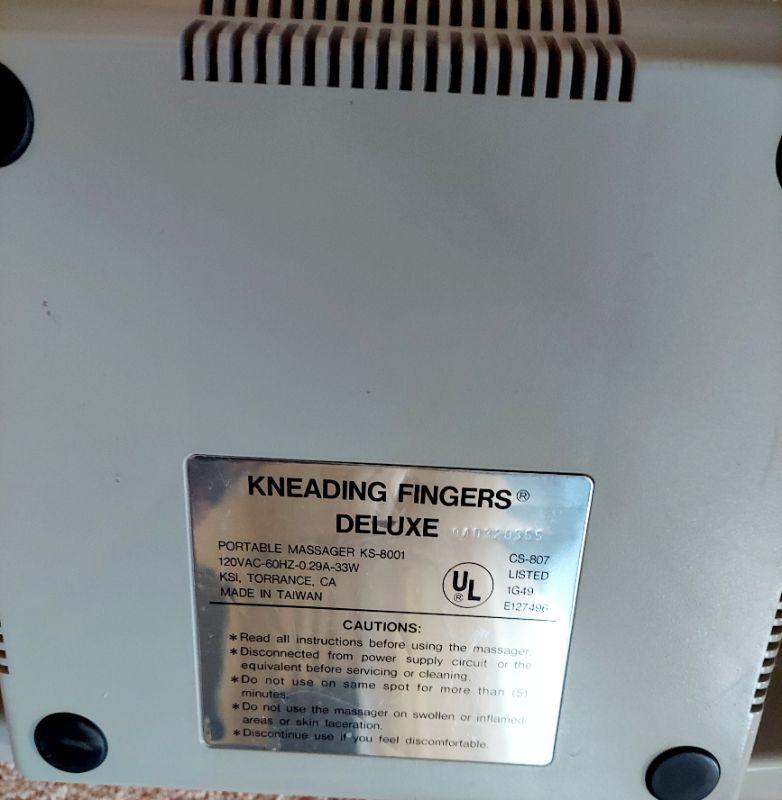 KNEADING FINGERS®
DELUXE
PORTABLE MASSAGER KS-8001
120VAC-60HZ-0.29A-33W
KSI, TORRANCE, CA
MADE IN TAIWAN
UL
®
CS-807
LISTED
1G49
E127496
CAUTIONS:
* Read all instructions before using the massager.
* Disconnected from power supply circuit or the
equivalent before servicing or cleaning.
* Do not use on same spot for more than (5)
minutes.
* Do not use the massager on swollen or inflamed
areas or skin laceration.
* Discontinue use if you feel discomfortable.